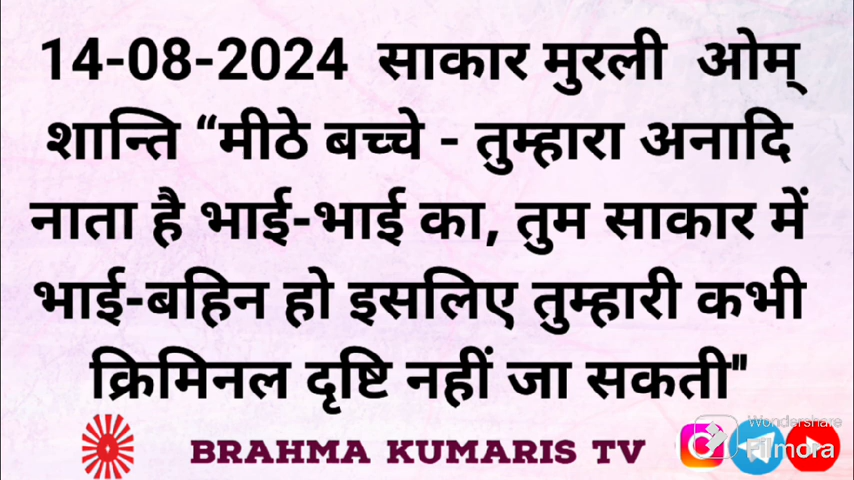 14-08-2024 साकार मुरली ओम्
शान्ति “मीठे बच्चे - तुम्हारा अनादि
नाता है भाई-भाई का, तुम साकार में
भाई-बहिन हो इसलिए तुम्हारी कभी
क्रिमिनल दृष्टि नहीं जा सकती"
BRAHMA KUMARIS TV
Wondershare
Filmora